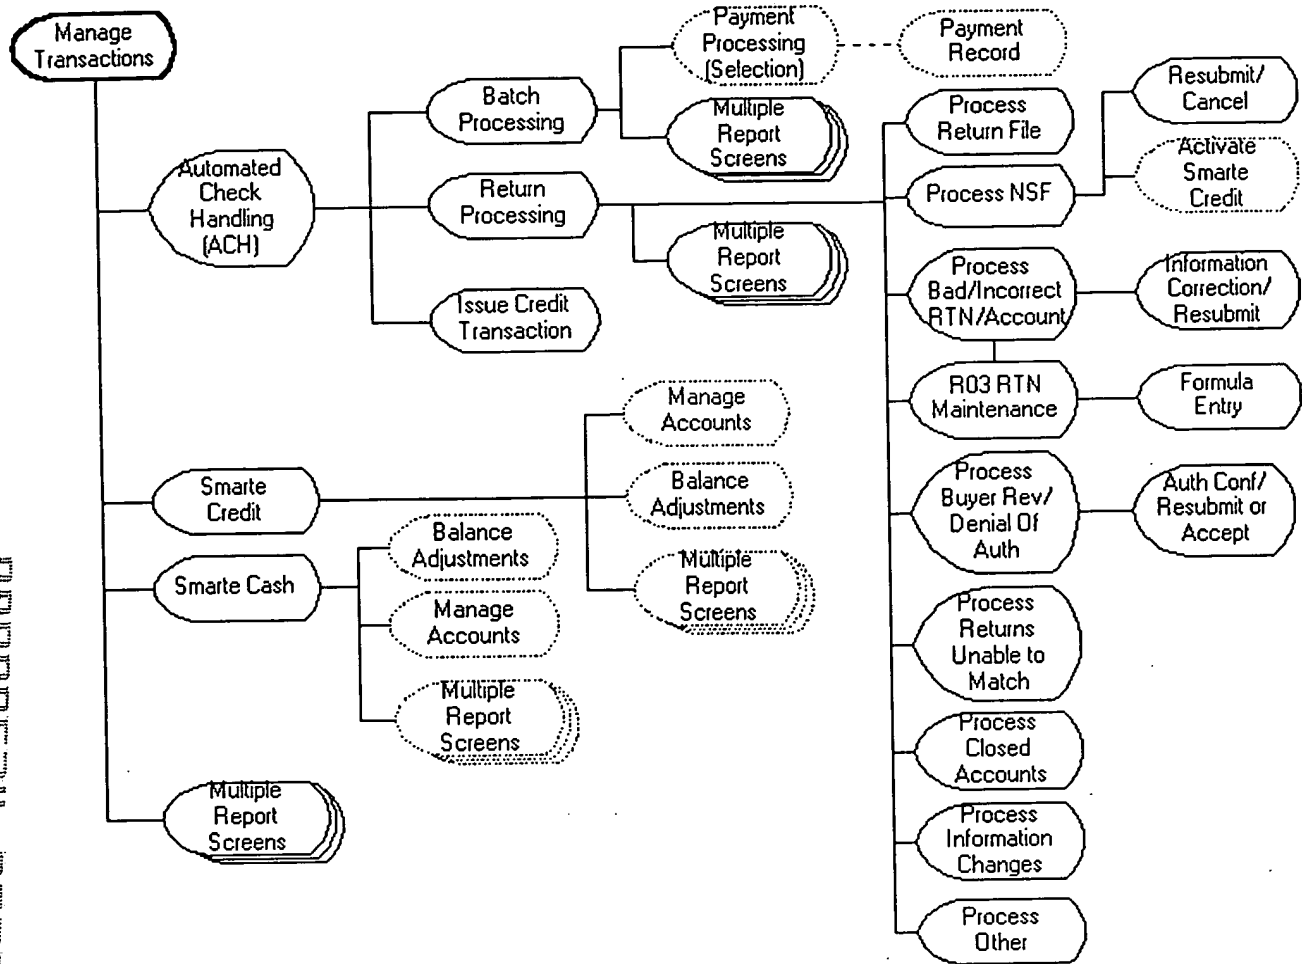 Manage
Transactions
Automated
Check
Handling
(ACH)
Batch
Processing
Payment
Processing
(Selection)
Payment
Record
Multiple
Report
Screens
Return
Processing
Multiple
Report
Screens
Issue Credit
Transaction
Process
Return File
Process NSF
Resubmit/
Cancel
Activate
Smarte
Credit
Process
Bad/Incorrect
RTN/Account
Information
Correction/
Resubmit
R03 RTN
Maintenance
Formula
Entry
Process
Buyer Rev/
Denial Of
Auth
Auth Conf/
Resubmit or
Accept
Process
Returns
Unable to
Match
Process
Closed
Accounts
Process
Information
Changes
Process
Other
Smarte
Credit
Manage
Accounts
Balance
Adjustments
Multiple
Report
Screens
Smarte Cash
Balance
Adjustments
Manage
Accounts
Multiple
Report
Screens
Multiple
Report
Screens